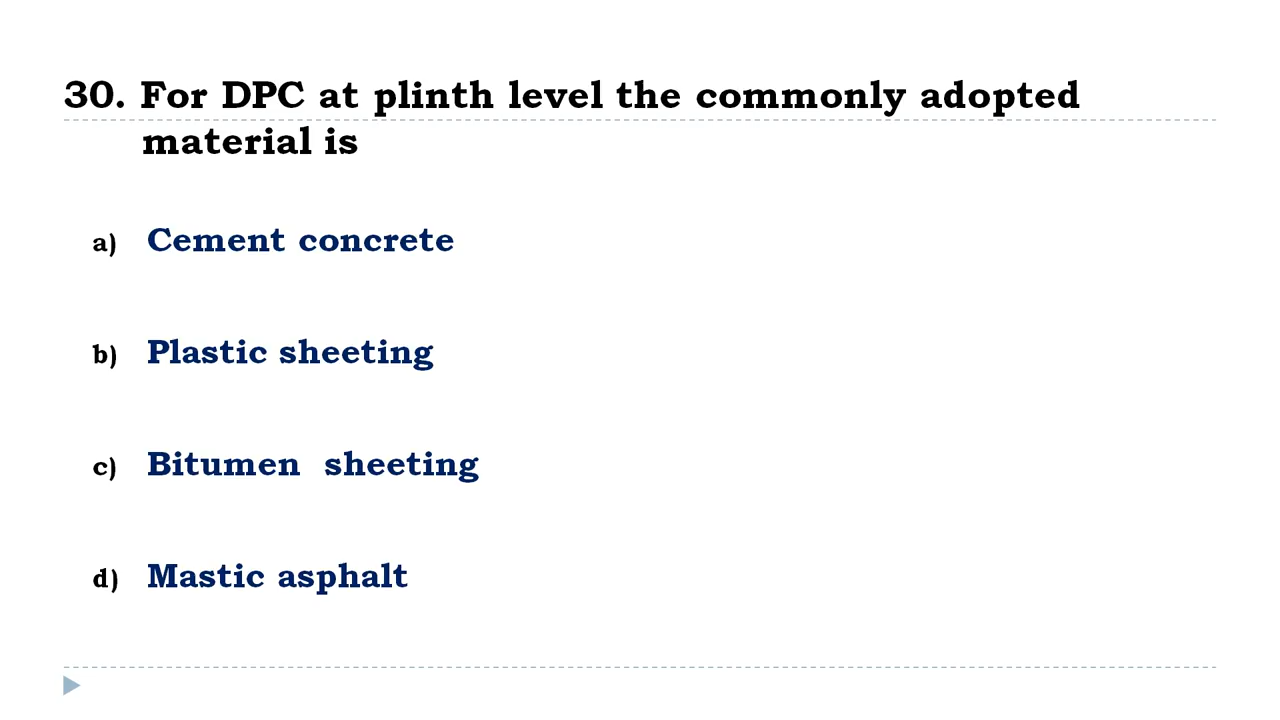 30. For DPC at plinth level the commonly adopted
material is
a) Cement concrete
b) Plastic sheeting
c) Bitumen sheeting
d) Mastic asphalt